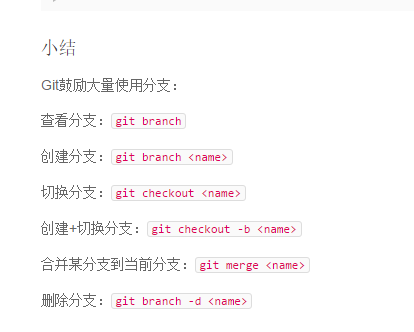 小结
Git鼓励大量使用分支：
查看分支：git branch
创建分支：git branch <name>
切换分支：git checkout <name>
创建+切换分支：git checkout -b <name>
合并某分支到当前分支：git merge <name>
删除分支：git branch -d <name>